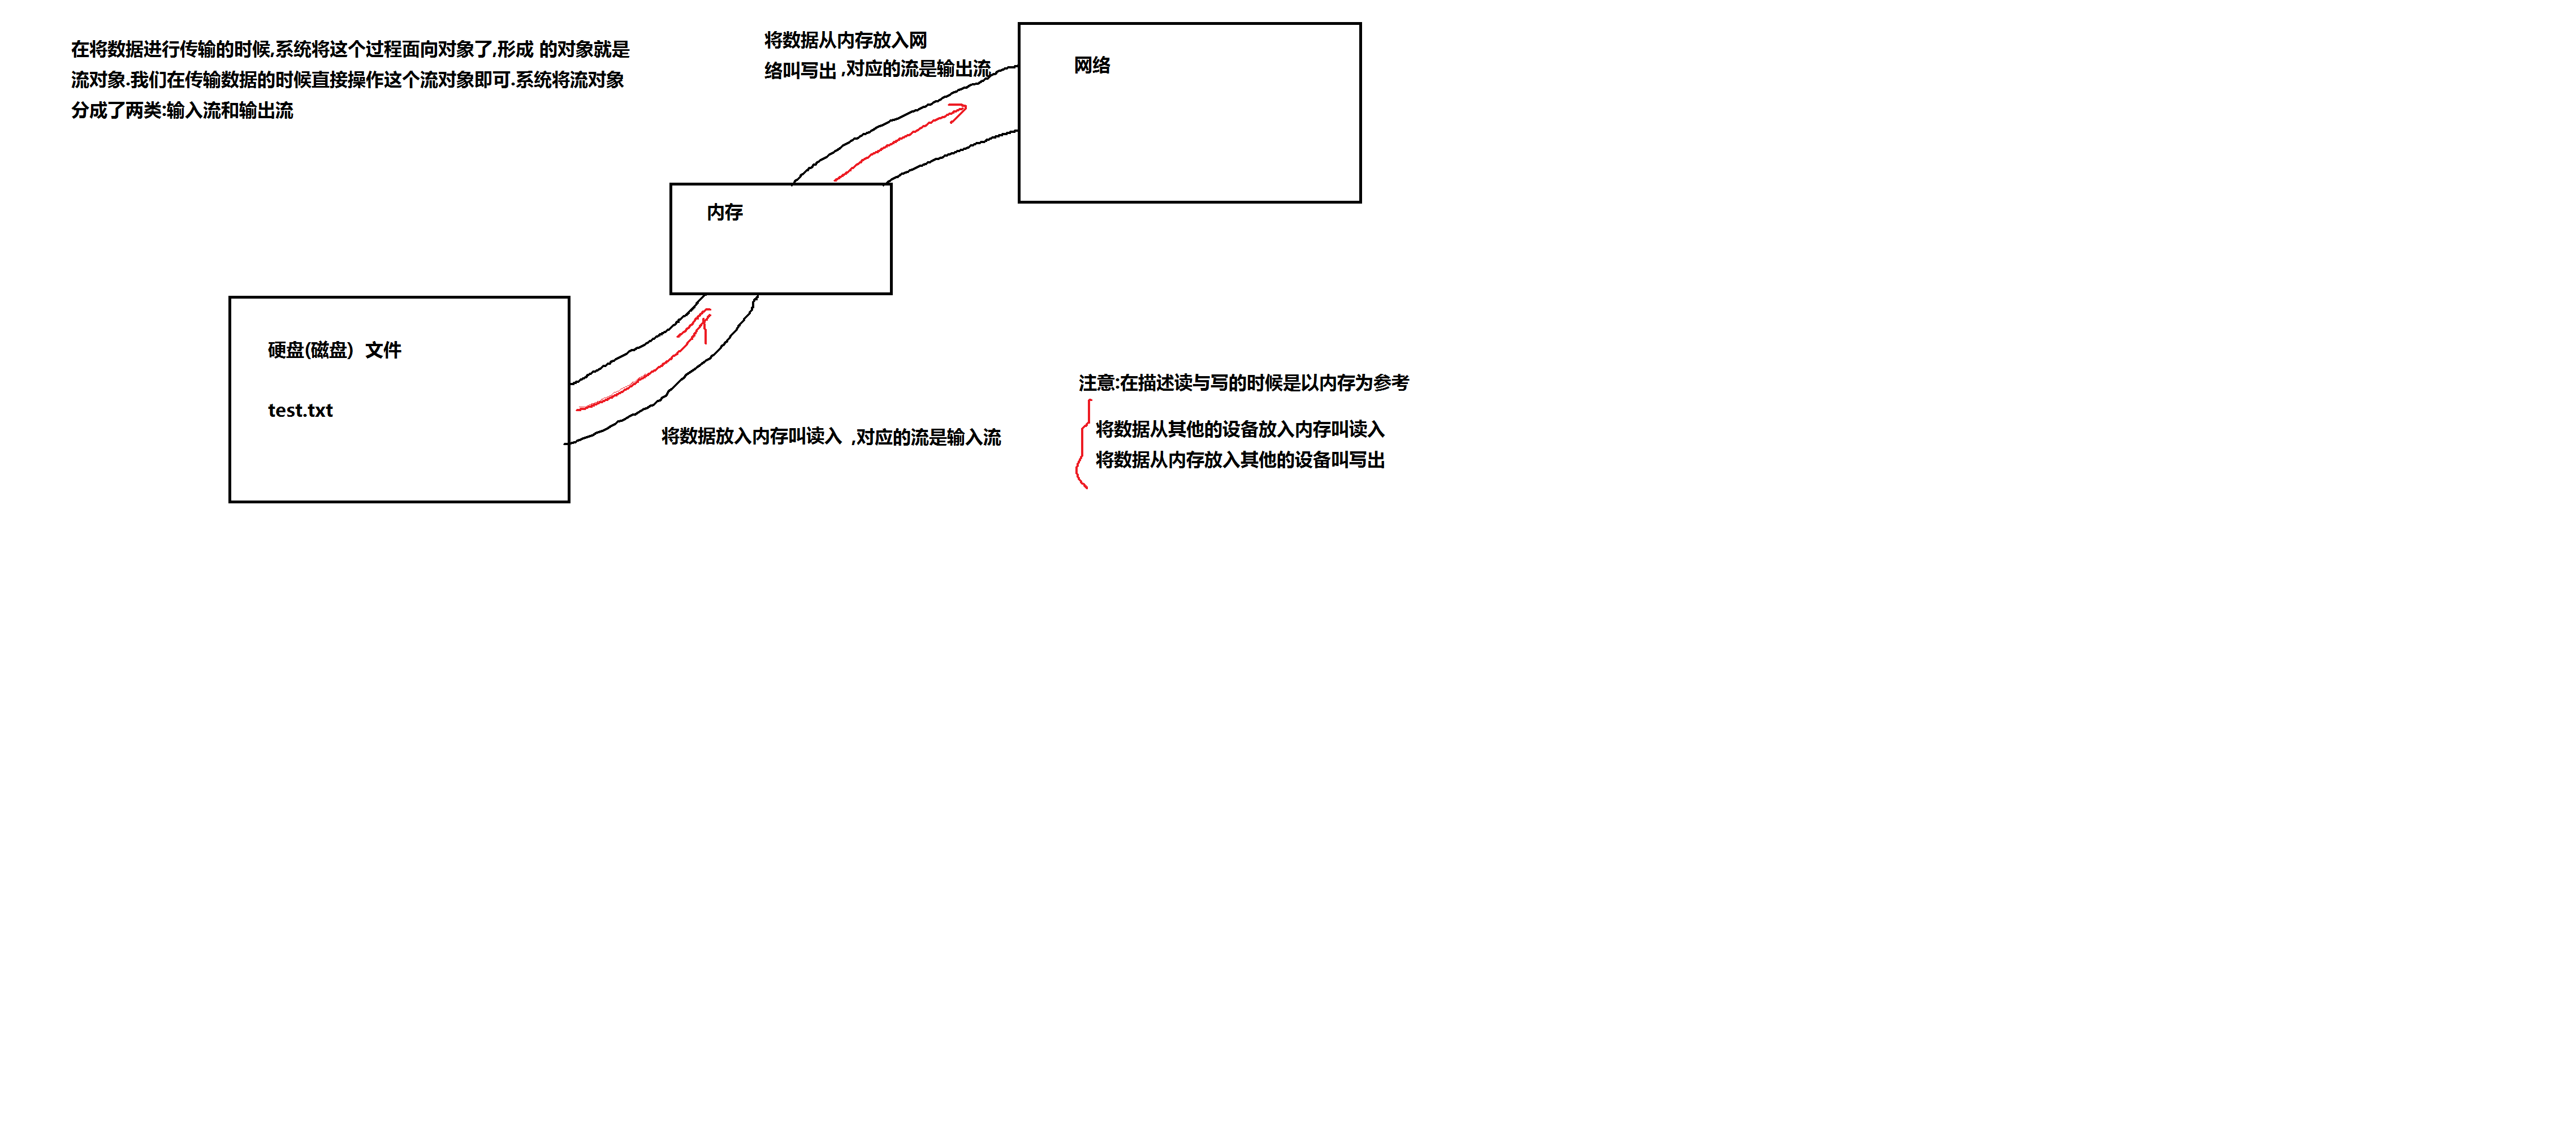 在将数据进行传输的时候,系统将这个过程面向对象了,形成 的对象就是
流对象.我们在传输数据的时候直接操作这个流对象即可.系统将流对象
分成了两类:输入流和输出流
将数据从内存放入网
络叫写出 ,对应的流是输出流
网络
内存
硬盘(磁盘) 文件
test.txt
将数据放入内存叫读入 ,对应的流是输入流
注意:在描述读与写的时候是以内存为参考
将数据从其他的设备放入内存叫读入
将数据从内存放入其他的设备叫写出